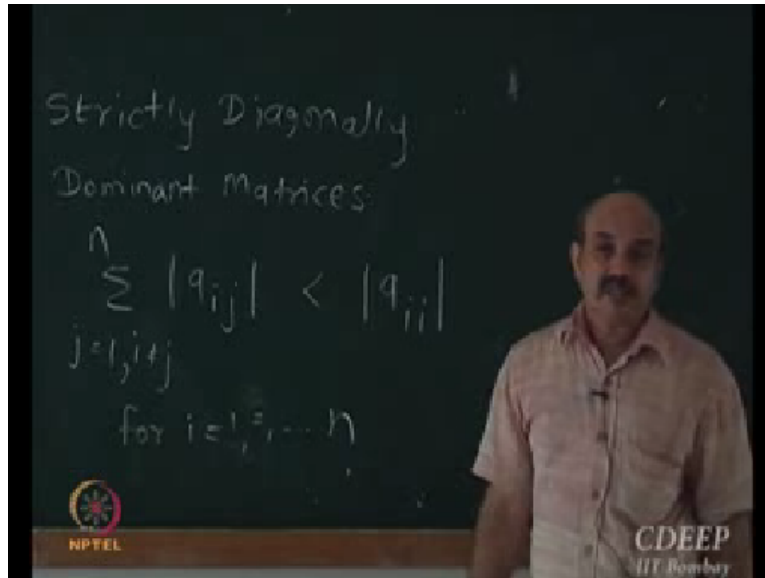 Strictly Diagonally
Dominant Matrices.
n
Σ |aij| < |aii|
j=1, i≠j
for i=1,2,... n
NPTEL
CDEEP
IIT Bombay